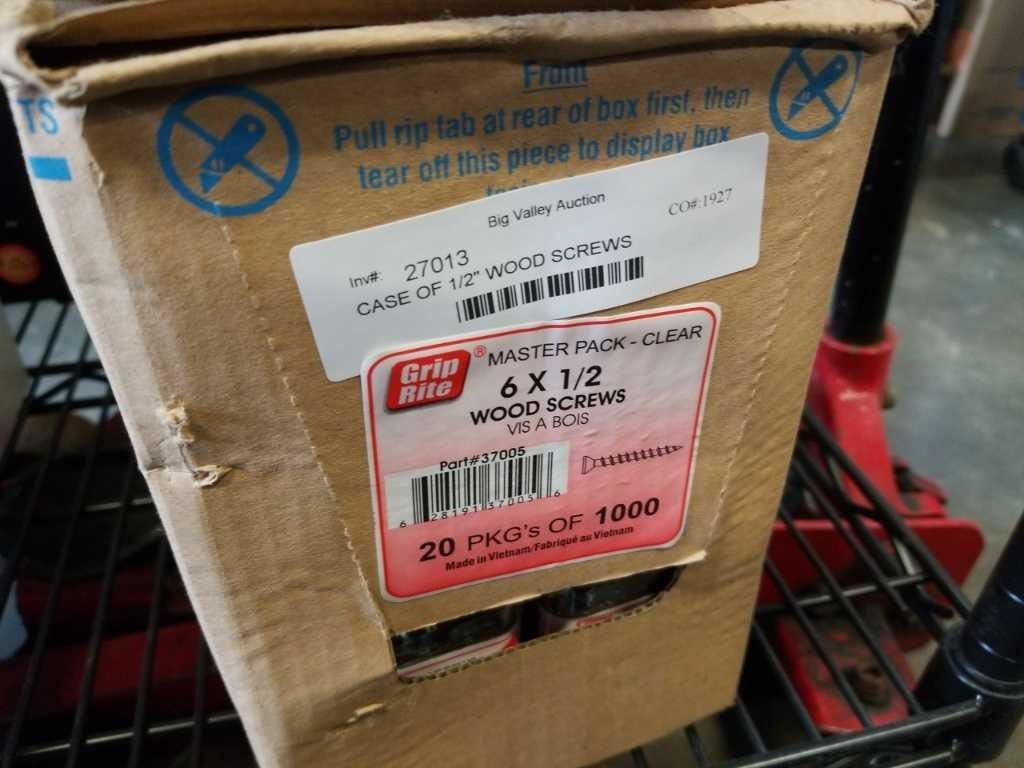 TS
Front
Pull rip tab at rear of box first, then
tear off this piece to display box
Big Valley Auction
CO#:1927
Inv#: 27013
CASE OF 1/2" WOOD SCREWS
Grip Rite®
MASTER PACK - CLEAR
6 X 1/2
WOOD SCREWS
VIS A BOIS
Part#37005
6 28191 37005 6
20 PKG's OF 1000
Made in Vietnam/Fabriqué au Vietnam